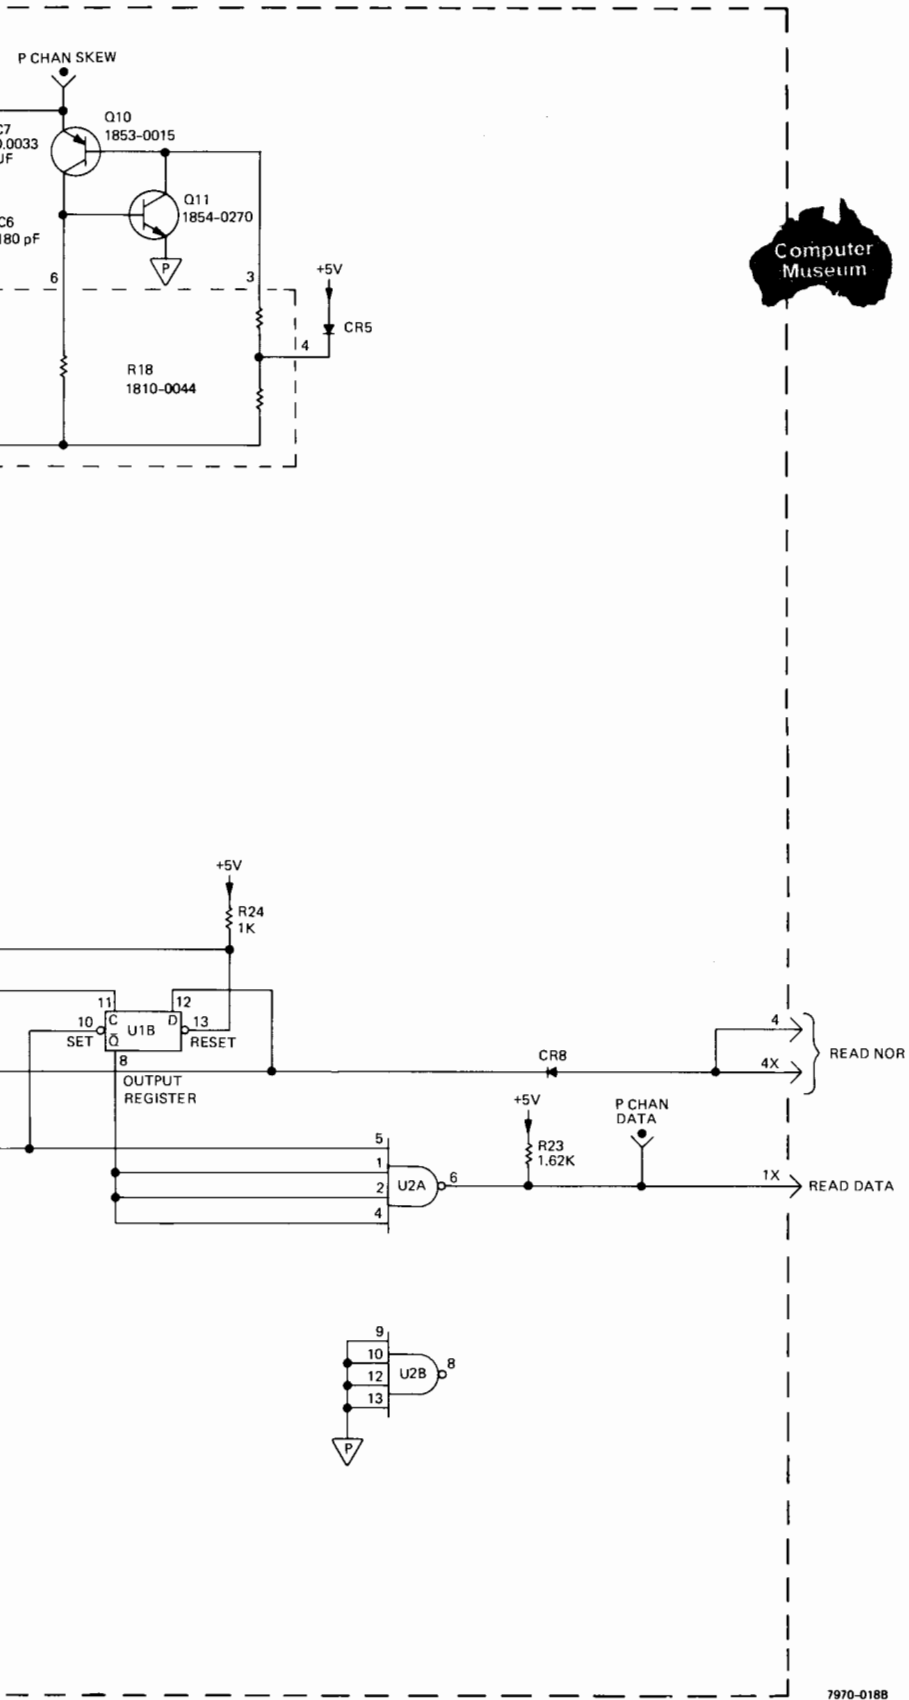 P CHAN SKEW
Q10
1853-0015
C7
0.0033
UF
Q11
1854-0270
C6
180 pF
P
6
3
+5V
CR5
4
R18
1810-0044
Computer
Museum
+5V
R24
1K
11
12
10
C
D
13
U1B
SET
Q̅
RESET
8
OUTPUT
REGISTER
CR8
4
4X
READ NOR
+5V
P CHAN
DATA
R23
1.62K
5
1
2
4
U2A
6
1X
READ DATA
9
10
12
13
U2B
8
P
7970-018B